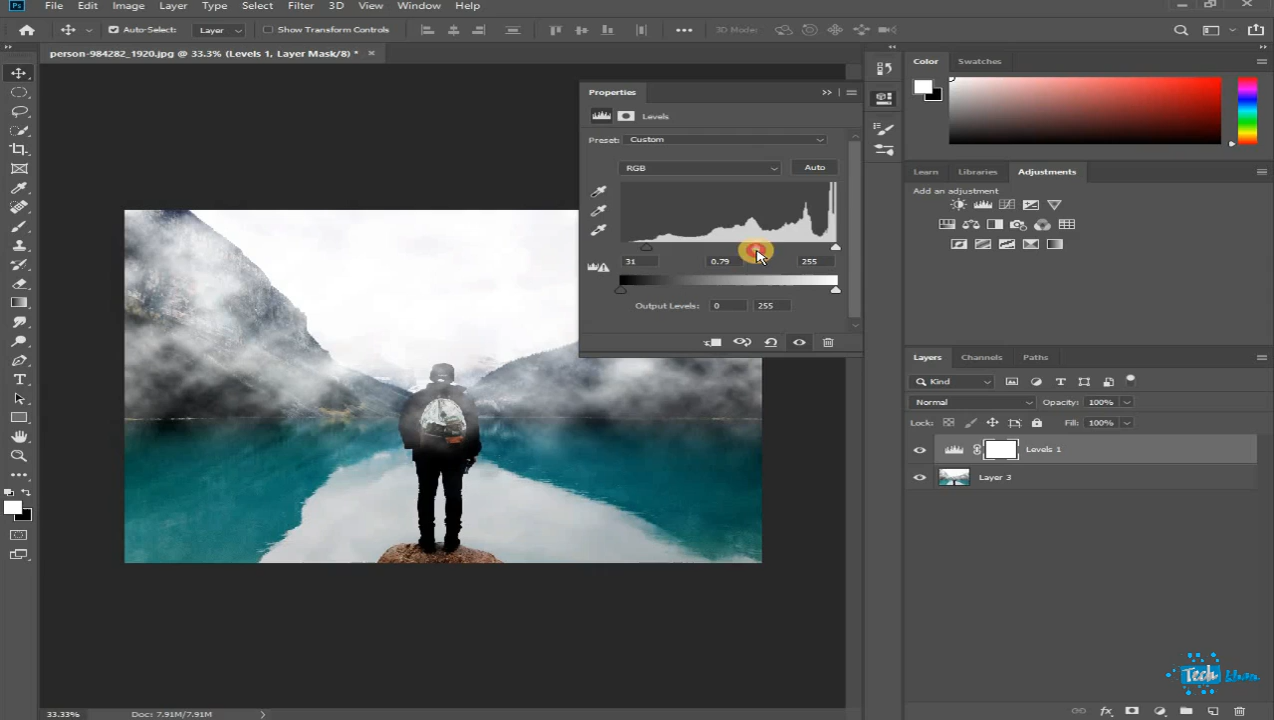 Ps File Edit Image Layer Type Select Filter 3D View Window Help
Auto-Select: Layer Show Transform Controls 3D Mode:
person-984282_1920.jpg @ 33.3% (Levels 1, Layer Mask/8) *
Properties
Levels
Preset: Custom
RGB Auto
31 0.79 255
Output Levels: 0 255
Color Swatches
Learn Libraries Adjustments
Add an adjustment
Layers Channels Paths
Kind
Normal Opacity: 100%
Lock: Fill: 100%
Levels 1
Layer 3
Tech
33.33% Doc: 7.91M/7.91M